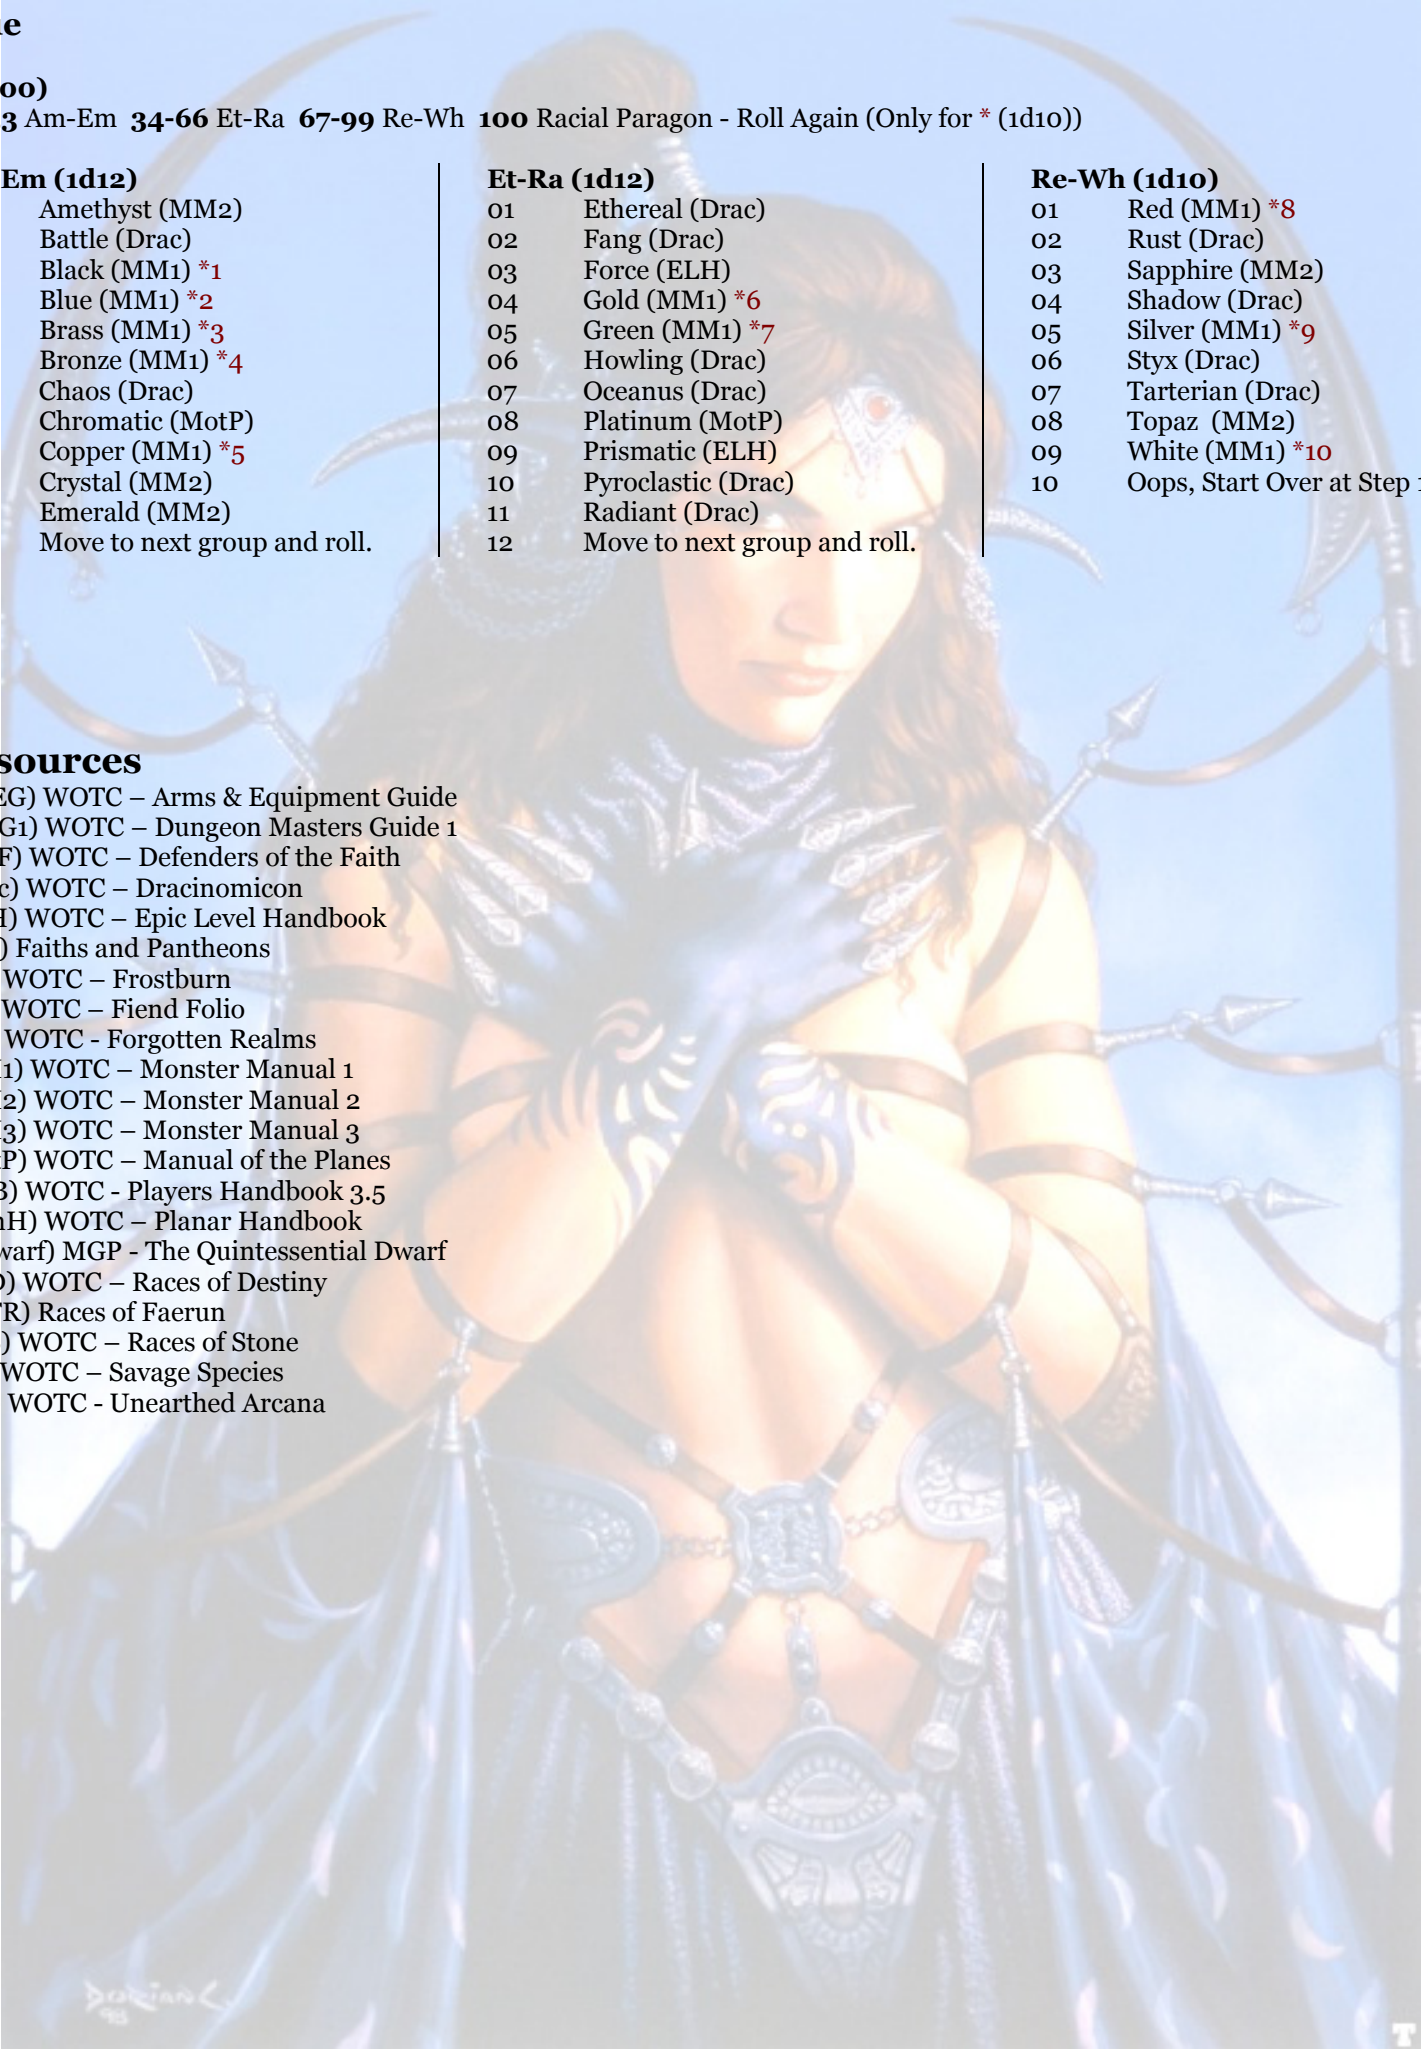 ue
00)
3 Am-Em 34-66 Et-Ra 67-99 Re-Wh 100 Racial Paragon - Roll Again (Only for * (1d10))
Em (1d12)
Amethyst (MM2)
Battle (Drac)
Black (MM1) *1
Blue (MM1) *2
Brass (MM1) *3
Bronze (MM1) *4
Chaos (Drac)
Chromatic (MotP)
Copper (MM1) *5
Crystal (MM2)
Emerald (MM2)
Move to next group and roll.
Et-Ra (1d12)
01 Ethereal (Drac)
02 Fang (Drac)
03 Force (ELH)
04 Gold (MM1) *6
05 Green (MM1) *7
06 Howling (Drac)
07 Oceanus (Drac)
08 Platinum (MotP)
09 Prismatic (ELH)
10 Pyroclastic (Drac)
11 Radiant (Drac)
12 Move to next group and roll.
Re-Wh (1d10)
01 Red (MM1) *8
02 Rust (Drac)
03 Sapphire (MM2)
04 Shadow (Drac)
05 Silver (MM1) *9
06 Styx (Drac)
07 Tarterian (Drac)
08 Topaz (MM2)
09 White (MM1) *10
10 Oops, Start Over at Step 1
sources
EG) WOTC – Arms & Equipment Guide
G1) WOTC – Dungeon Masters Guide 1
F) WOTC – Defenders of the Faith
c) WOTC – Dracinomicon
H) WOTC – Epic Level Handbook
) Faiths and Pantheons
WOTC – Frostburn
WOTC – Fiend Folio
WOTC - Forgotten Realms
1) WOTC – Monster Manual 1
2) WOTC – Monster Manual 2
3) WOTC – Monster Manual 3
P) WOTC – Manual of the Planes
B) WOTC - Players Handbook 3.5
nH) WOTC – Planar Handbook
warf) MGP - The Quintessential Dwarf
D) WOTC – Races of Destiny
FR) Races of Faerun
) WOTC – Races of Stone
WOTC – Savage Species
WOTC - Unearthed Arcana
Dorian C.
98
T